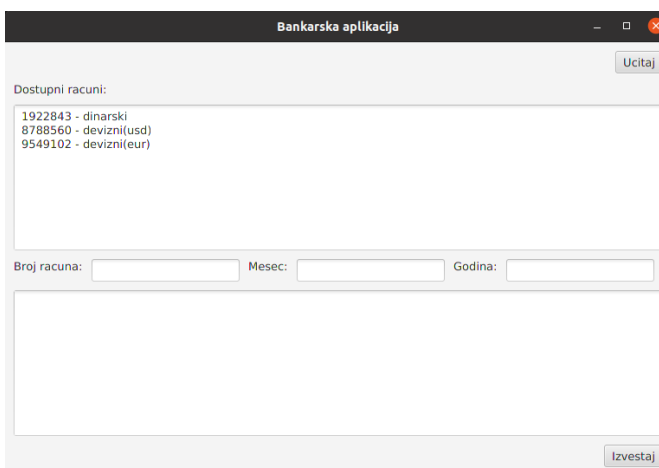 Bankarska aplikacija
Ucitaj
Dostupni racuni:
1922843 - dinarski
8788560 - devizni(usd)
9549102 - devizni(eur)
Broj racuna: Mesec: Godina:
Izvestaj